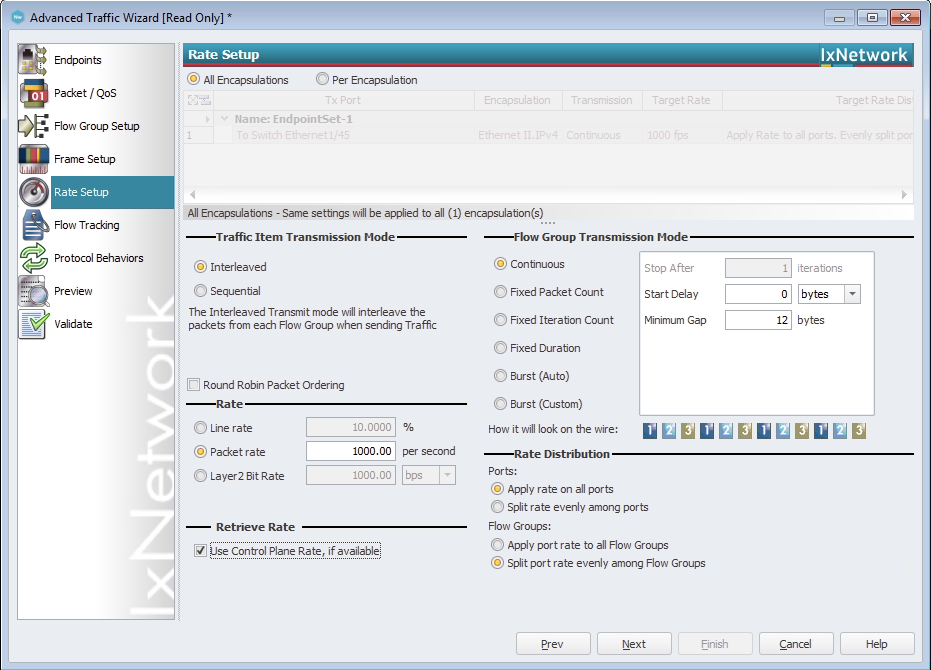 Advanced Traffic Wizard [Read Only] *
Endpoints
Packet / QoS
Flow Group Setup
Frame Setup
Rate Setup
Flow Tracking
Protocol Behaviors
Preview
Validate
IxNetwork
Rate Setup
IxNetwork
All Encapsulations Per Encapsulation
Tx Port Encapsulation Transmission Target Rate Target Rate Dist
Name: EndpointSet-1
1 To Switch Ethernet1/45 Ethernet II.IPv4 Continuous 1000 fps Apply Rate to all ports. Evenly split por
All Encapsulations - Same settings will be applied to all (1) encapsulation(s)
Traffic Item Transmission Mode
Interleaved
Sequential
The Interleaved Transmit mode will interleave the
packets from each Flow Group when sending Traffic
Round Robin Packet Ordering
Rate
Line rate 10.0000 %
Packet rate 1000.00 per second
Layer2 Bit Rate 1000.00 bps
Retrieve Rate
Use Control Plane Rate, if available
Flow Group Transmission Mode
Continuous
Fixed Packet Count
Fixed Iteration Count
Fixed Duration
Burst (Auto)
Burst (Custom)
Stop After 1 iterations
Start Delay 0 bytes
Minimum Gap 12 bytes
How it will look on the wire: 1 2 3 1 2 3 1 2 3 1 2 3
Rate Distribution
Ports:
Apply rate on all ports
Split rate evenly among ports
Flow Groups:
Apply port rate to all Flow Groups
Split port rate evenly among Flow Groups
Prev Next Finish Cancel Help